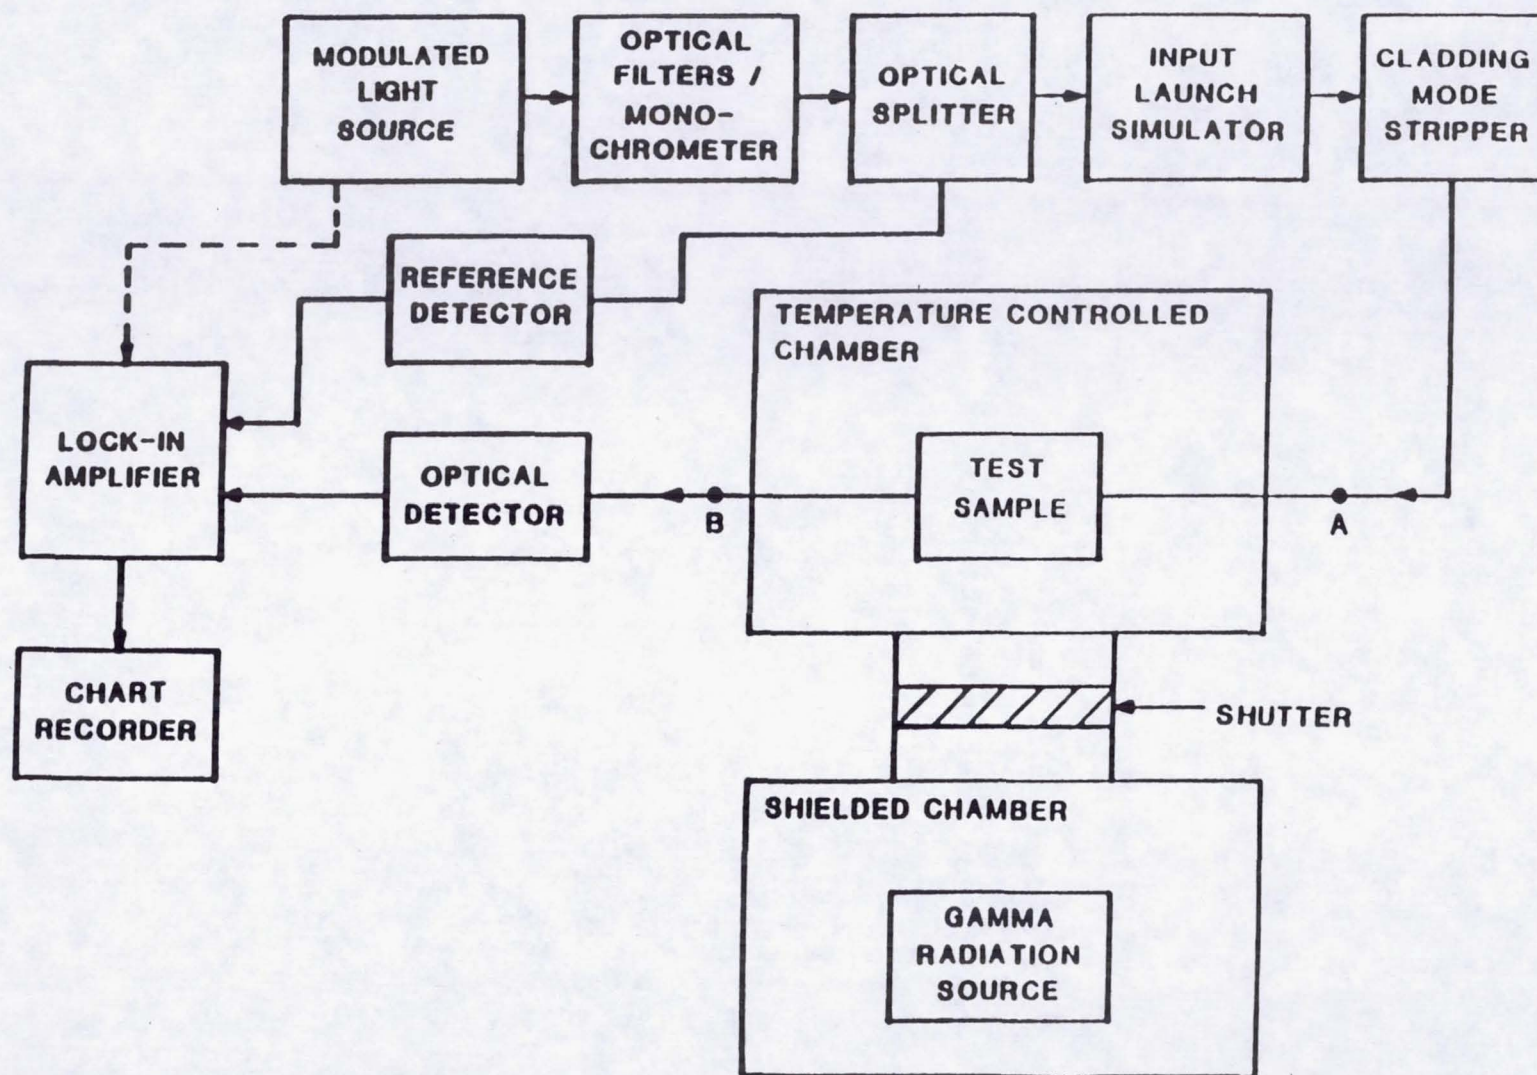 MODULATED
LIGHT
SOURCE
OPTICAL
FILTERS /
MONO-
CHROMETER
OPTICAL
SPLITTER
INPUT
LAUNCH
SIMULATOR
CLADDING
MODE
STRIPPER
REFERENCE
DETECTOR
TEMPERATURE CONTROLLED
CHAMBER
LOCK-IN
AMPLIFIER
OPTICAL
DETECTOR
B
TEST
SAMPLE
A
CHART
RECORDER
SHUTTER
SHIELDED CHAMBER
GAMMA
RADIATION
SOURCE